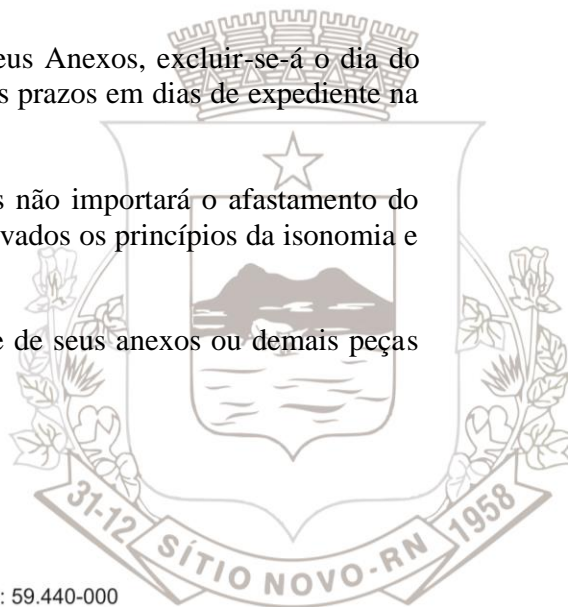 eus Anexos, excluir-se-á o dia do
s prazos em dias de expediente na
s não importará o afastamento do
vados os princípios da isonomia e
e de seus anexos ou demais peças
31-12 SÍTIO NOVO-RN 1958
: 59.440-000